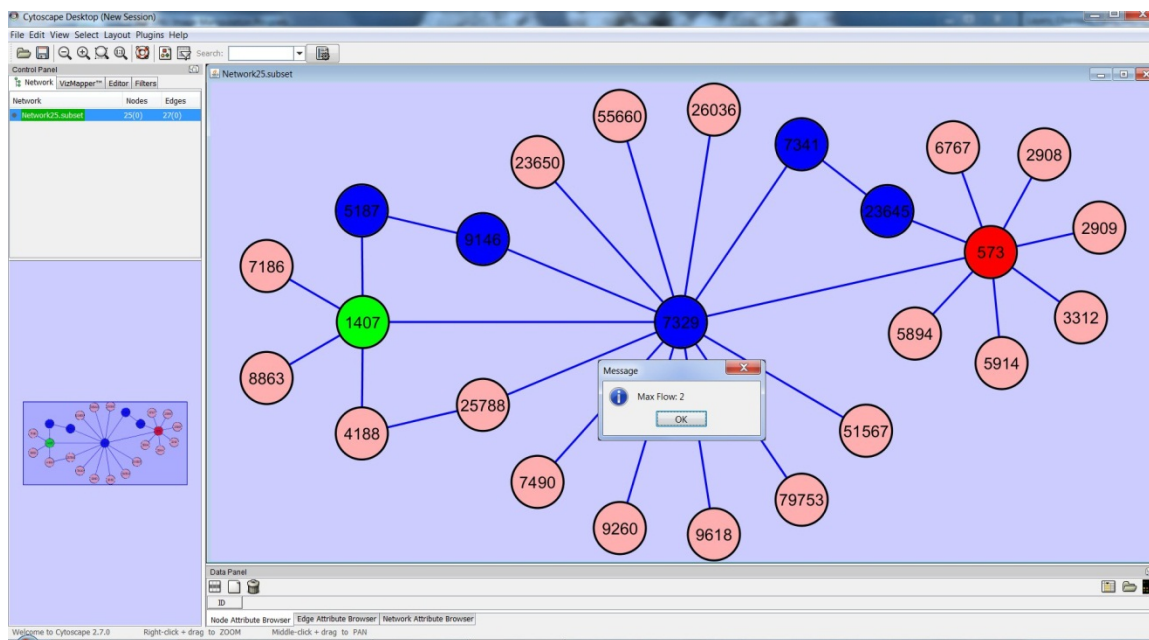 Cytoscape Desktop (New Session)
File Edit View Select Layout Plugins Help
Search:
Control Panel
Network VizMapper™ Editor Filters
Network Nodes Edges
Network25.subset 25(0) 27(0)
Network25.subset
55660
26036
7341
6767
2908
23650
5187
23645
9146
2909
573
7186
1407
7329
3312
5894
5914
8863
25788
4188
51567
Message
Max Flow: 2
OK
7490
79753
9260
9618
Data Panel
ID
Node Attribute Browser Edge Attribute Browser Network Attribute Browser
Welcome to Cytoscape 2.7.0 Right-click + drag to ZOOM Middle-click + drag to PAN